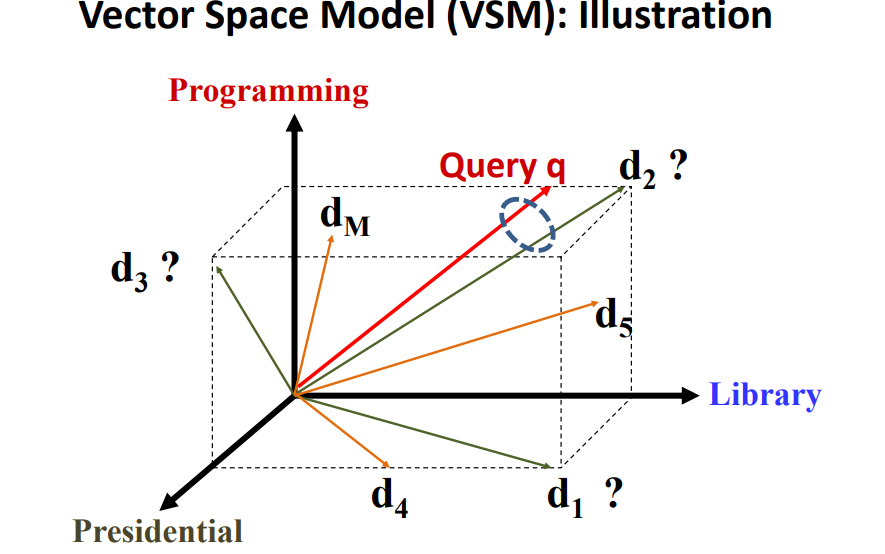 Vector Space Model (VSM): Illustration
Programming
Query q
d2 ?
dM
d3 ?
d5
Library
d4
d1 ?
Presidential